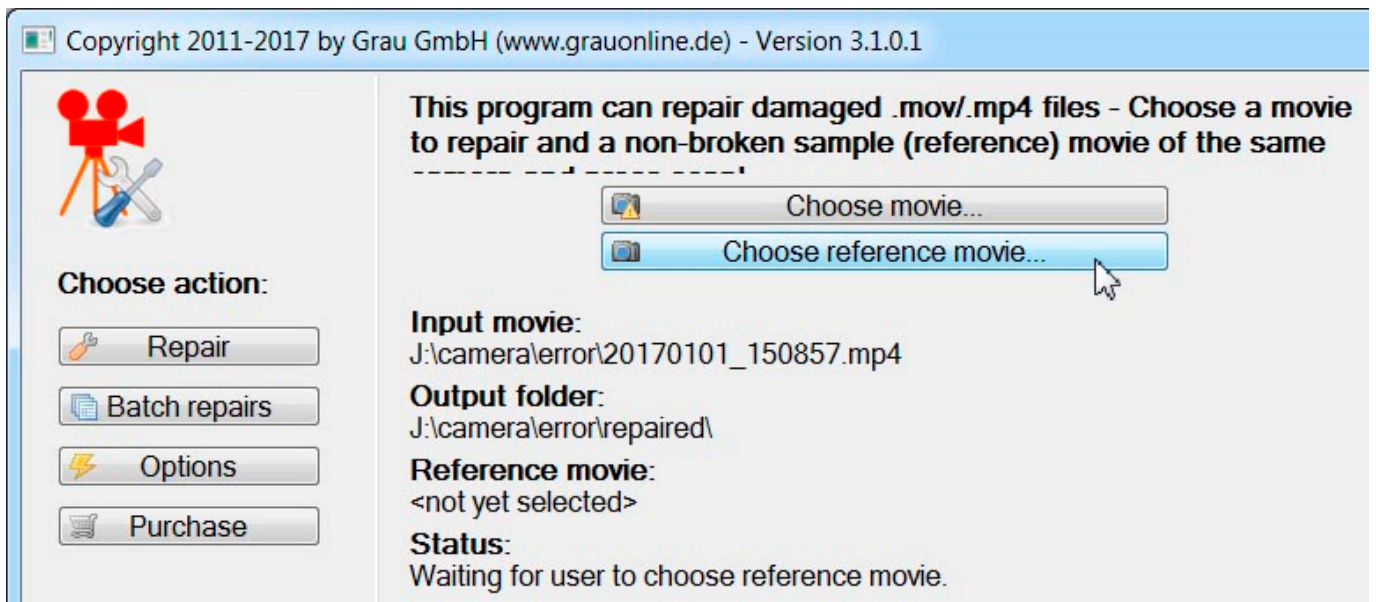 Copyright 2011-2017 by Grau GmbH (www.grauonline.de) - Version 3.1.0.1
This program can repair damaged .mov/.mp4 files - Choose a movie
to repair and a non-broken sample (reference) movie of the same
Choose movie...
Choose reference movie...
Choose action:
Repair
Batch repairs
Options
Purchase
Input movie:
J:\camera\error\20170101_150857.mp4
Output folder:
J:\camera\error\repaired\
Reference movie:
<not yet selected>
Status:
Waiting for user to choose reference movie.